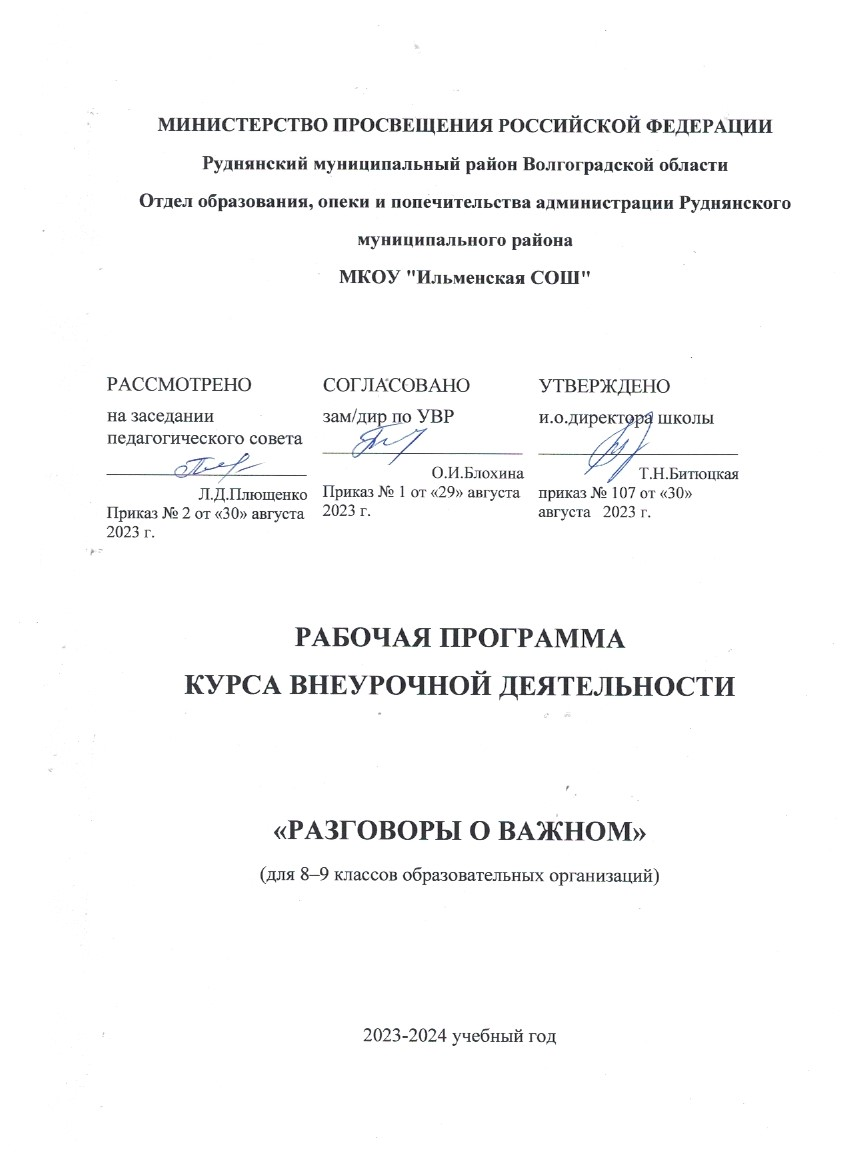 МИНИСТЕРСТВО ПРОСВЕЩЕНИЯ РОССИЙСКОЙ ФЕДЕРАЦИИ
Руднянский муниципальный район Волгоградской области
Отдел образования, опеки и попечительства администрации Руднянского
муниципального района
МКОУ "Ильменская СОШ"
РАССМОТРЕНО
на заседании
педагогического совета
Л.Д.Плющенко
Приказ № 2 от «30» августа
2023 г.
СОГЛАСОВАНО
зам/дир по УВР
О.И.Блохина
Приказ № 1 от «29» августа
2023 г.
УТВЕРЖДЕНО
и.о.директора школы
Т.Н.Битюцкая
приказ № 107 от «30»
августа 2023 г.
РАБОЧАЯ ПРОГРАММА
КУРСА ВНЕУРОЧНОЙ ДЕЯТЕЛЬНОСТИ
«РАЗГОВОРЫ О ВАЖНОМ»
(для 8–9 классов образовательных организаций)
2023-2024 учебный год